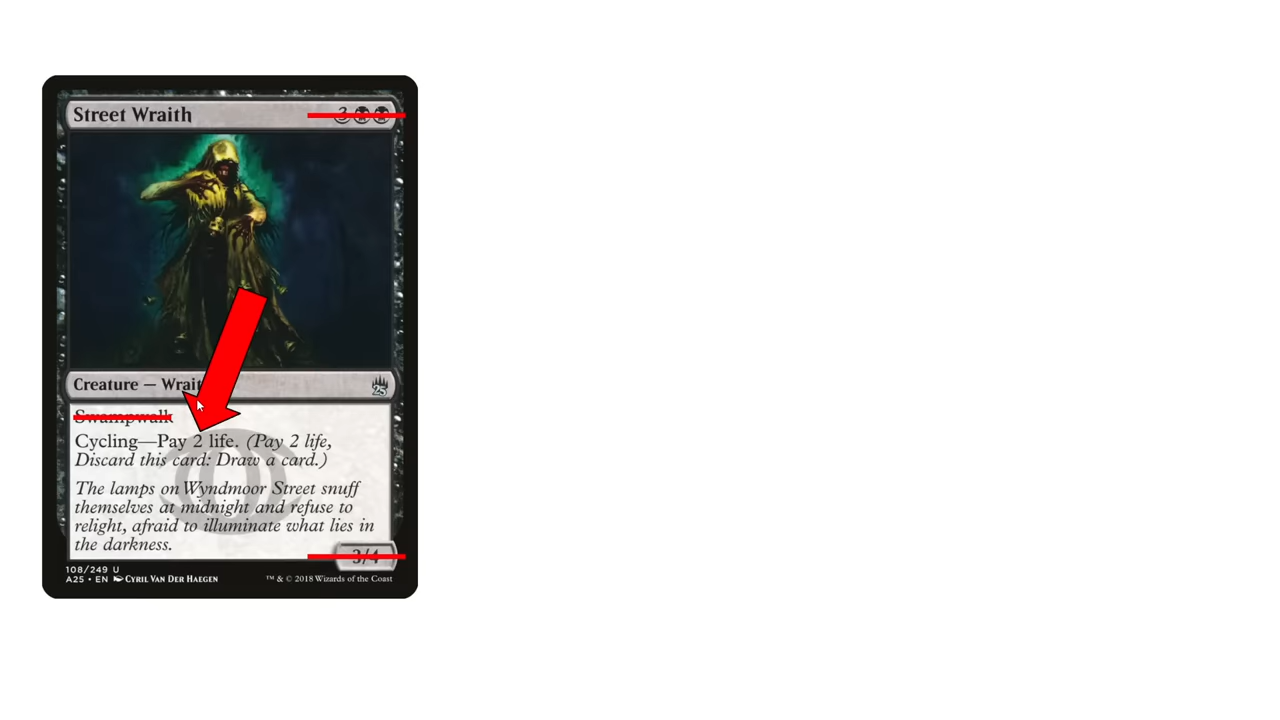 Street Wraith 3
Creature — Wrait
25
Swampwalk
Cycling—Pay 2 life. (Pay 2 life,
Discard this card: Draw a card.)
The lamps on Wyndmoor Street snuff
themselves at midnight and refuse to
relight, afraid to illuminate what lies in
the darkness.
3/4
108/249 U
A25 • EN Cyril Van Der Haegen ™ & © 2018 Wizards of the Coast